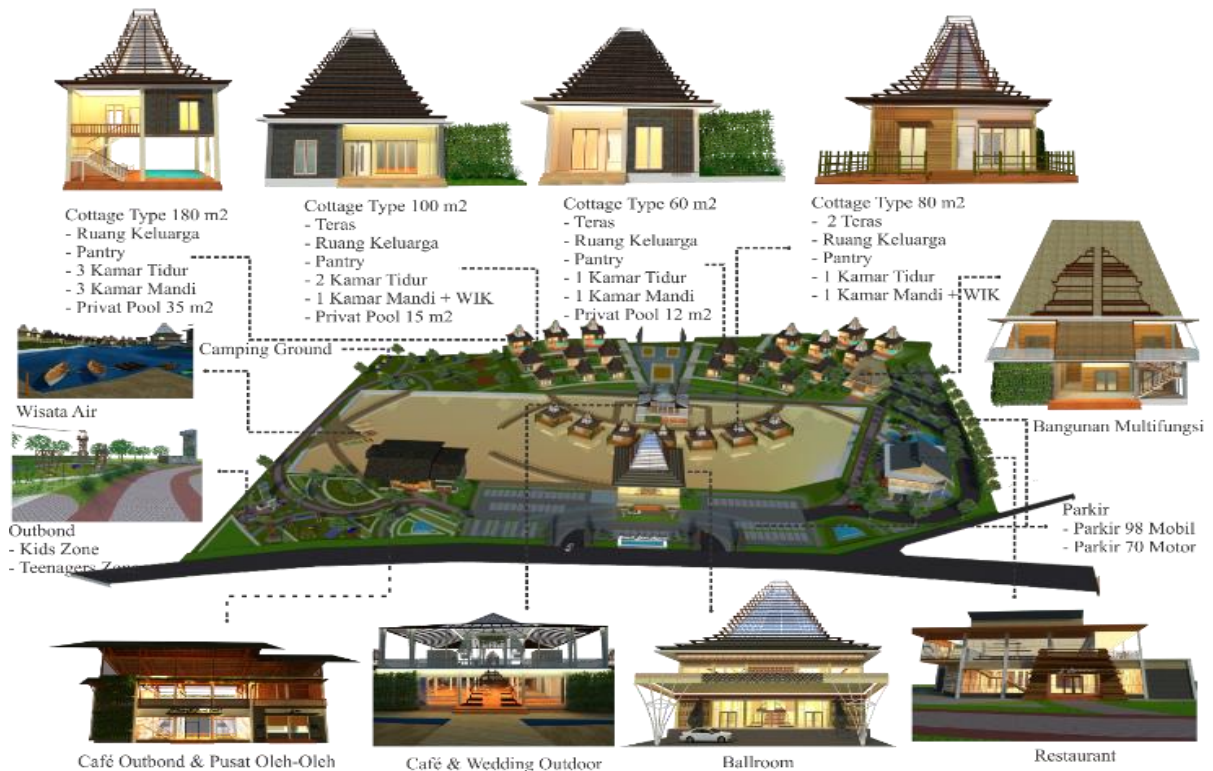 Cottage Type 180 m2
- Ruang Keluarga
- Pantry
- 3 Kamar Tidur
- 3 Kamar Mandi
- Privat Pool 35 m2
Cottage Type 100 m2
- Teras
- Ruang Keluarga
- Pantry
- 2 Kamar Tidur
- 1 Kamar Mandi + WIK
- Privat Pool 15 m2
Cottage Type 60 m2
- Teras
- Ruang Keluarga
- Pantry
- 1 Kamar Tidur
- 1 Kamar Mandi
- Privat Pool 12 m2
Cottage Type 80 m2
- 2 Teras
- Ruang Keluarga
- Pantry
- 1 Kamar Tidur
- 1 Kamar Mandi + WIK
Camping Ground
Wisata Air
Bangunan Multifungsi
Outbond
- Kids Zone
- Teenagers Zone
Parkir
- Parkir 98 Mobil
- Parkir 70 Motor
Café Outbond & Pusat Oleh-Oleh
Café & Wedding Outdoor
Ballroom
Restaurant